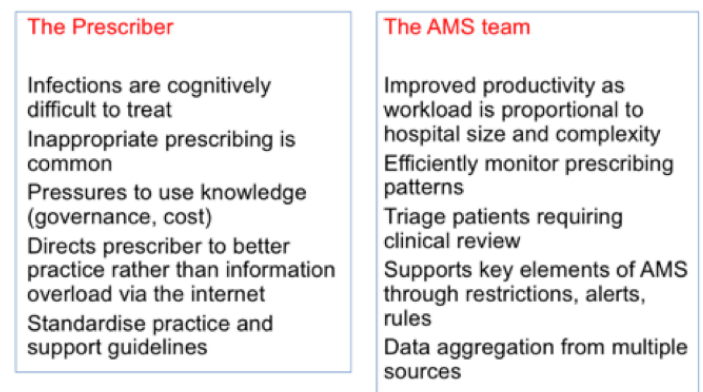 The Prescriber
Infections are cognitively
difficult to treat
Inappropriate prescribing is
common
Pressures to use knowledge
(governance, cost)
Directs prescriber to better
practice rather than information
overload via the internet
Standardise practice and
support guidelines
The AMS team
Improved productivity as
workload is proportional to
hospital size and complexity
Efficiently monitor prescribing
patterns
Triage patients requiring
clinical review
Supports key elements of AMS
through restrictions, alerts,
rules
Data aggregation from multiple
sources